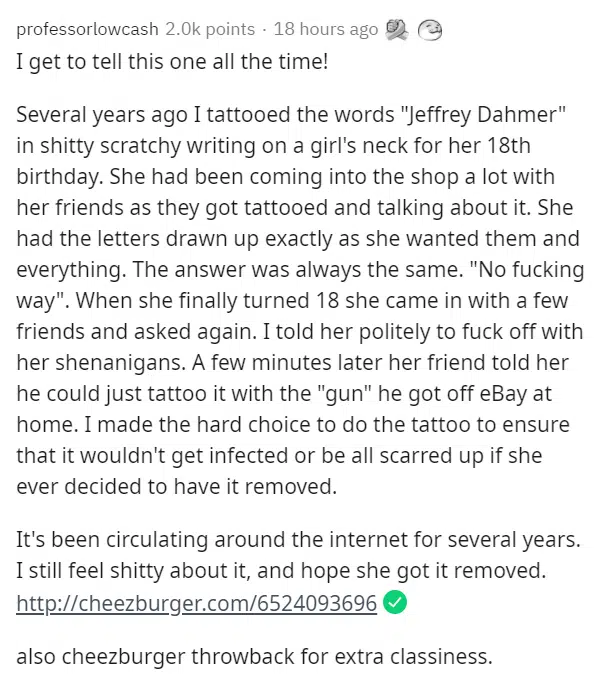 professorlowcash 2.0k points · 18 hours ago
I get to tell this one all the time!
Several years ago I tattooed the words "Jeffrey Dahmer"
in shitty scratchy writing on a girl's neck for her 18th
birthday. She had been coming into the shop a lot with
her friends as they got tattooed and talking about it. She
had the letters drawn up exactly as she wanted them and
everything. The answer was always the same. "No fucking
way". When she finally turned 18 she came in with a few
friends and asked again. I told her politely to fuck off with
her shenanigans. A few minutes later her friend told her
he could just tattoo it with the "gun" he got off eBay at
home. I made the hard choice to do the tattoo to ensure
that it wouldn't get infected or be all scarred up if she
ever decided to have it removed.
It's been circulating around the internet for several years.
I still feel shitty about it, and hope she got it removed.
http://cheezburger.com/6524093696
also cheezburger throwback for extra classiness.